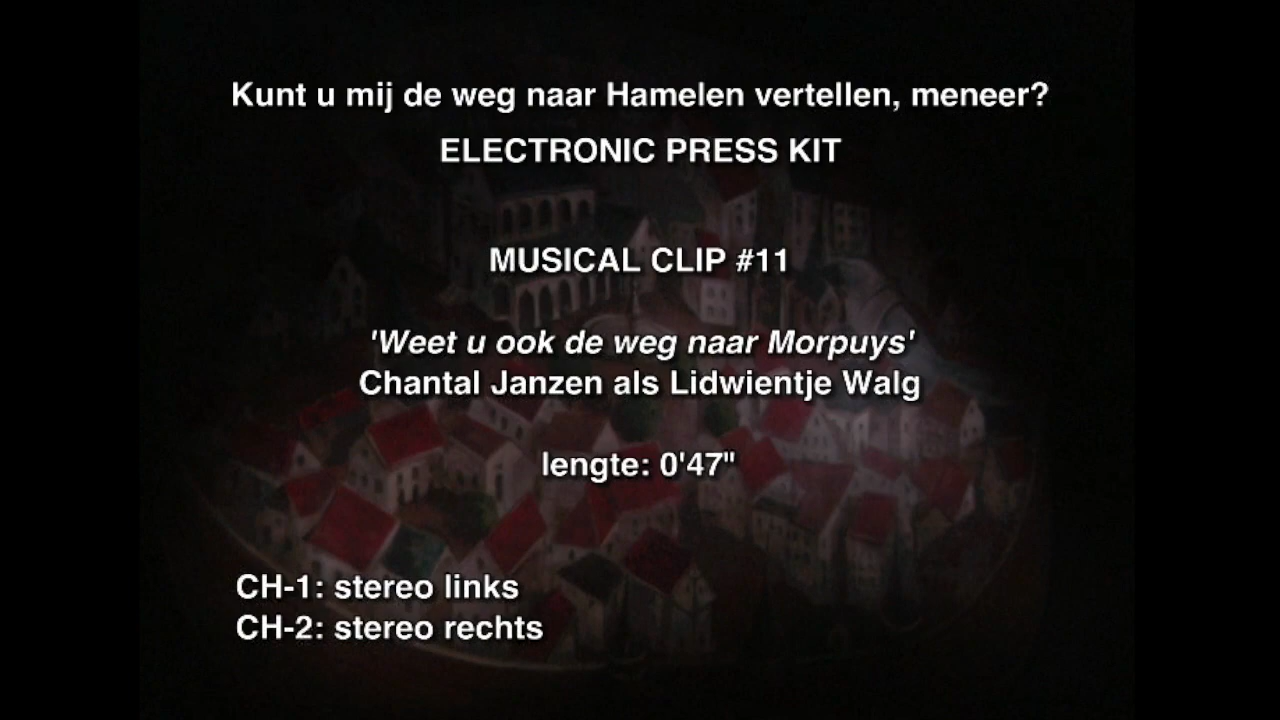 Kunt u mij de weg naar Hamelen vertellen, meneer?
ELECTRONIC PRESS KIT
MUSICAL CLIP #11
'Weet u ook de weg naar Morpuys'
Chantal Janzen als Lidwientje Walg
lengte: 0'47"
CH-1: stereo links
CH-2: stereo rechts